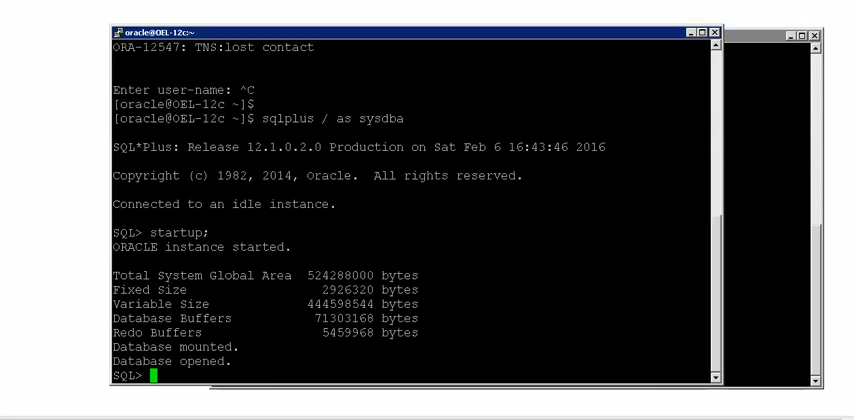 oracle@OEL-12c:~
ORA-12547: TNS:lost contact
Enter user-name: ^C
[oracle@OEL-12c ~]$
[oracle@OEL-12c ~]$ sqlplus / as sysdba
SQL*Plus: Release 12.1.0.2.0 Production on Sat Feb 6 16:43:46 2016
Copyright (c) 1982, 2014, Oracle.  All rights reserved.
Connected to an idle instance.
SQL> startup;
ORACLE instance started.
Total System Global Area  524288000 bytes
Fixed Size                  2926320 bytes
Variable Size             444598544 bytes
Database Buffers           71303168 bytes
Redo Buffers                5459968 bytes
Database mounted.
Database opened.
SQL>